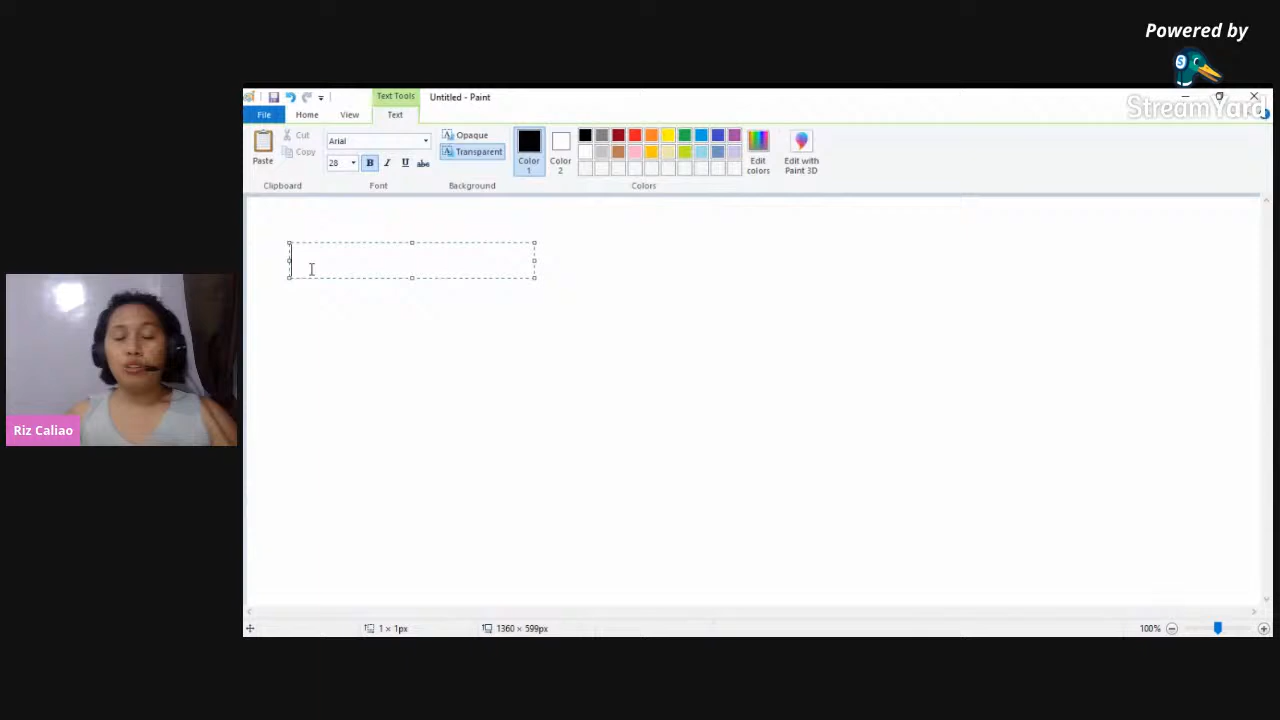 Powered by
StreamYard
Text Tools
Untitled - Paint
File
Home
View
Text
Paste
Cut
Copy
Clipboard
Arial
28
B
I
U
abc
Font
A
Opaque
A
Transparent
Background
Color
1
Color
2
Edit
colors
Edit with
Paint 3D
Colors
Riz Caliao
1 × 1px
1360 × 599px
100%